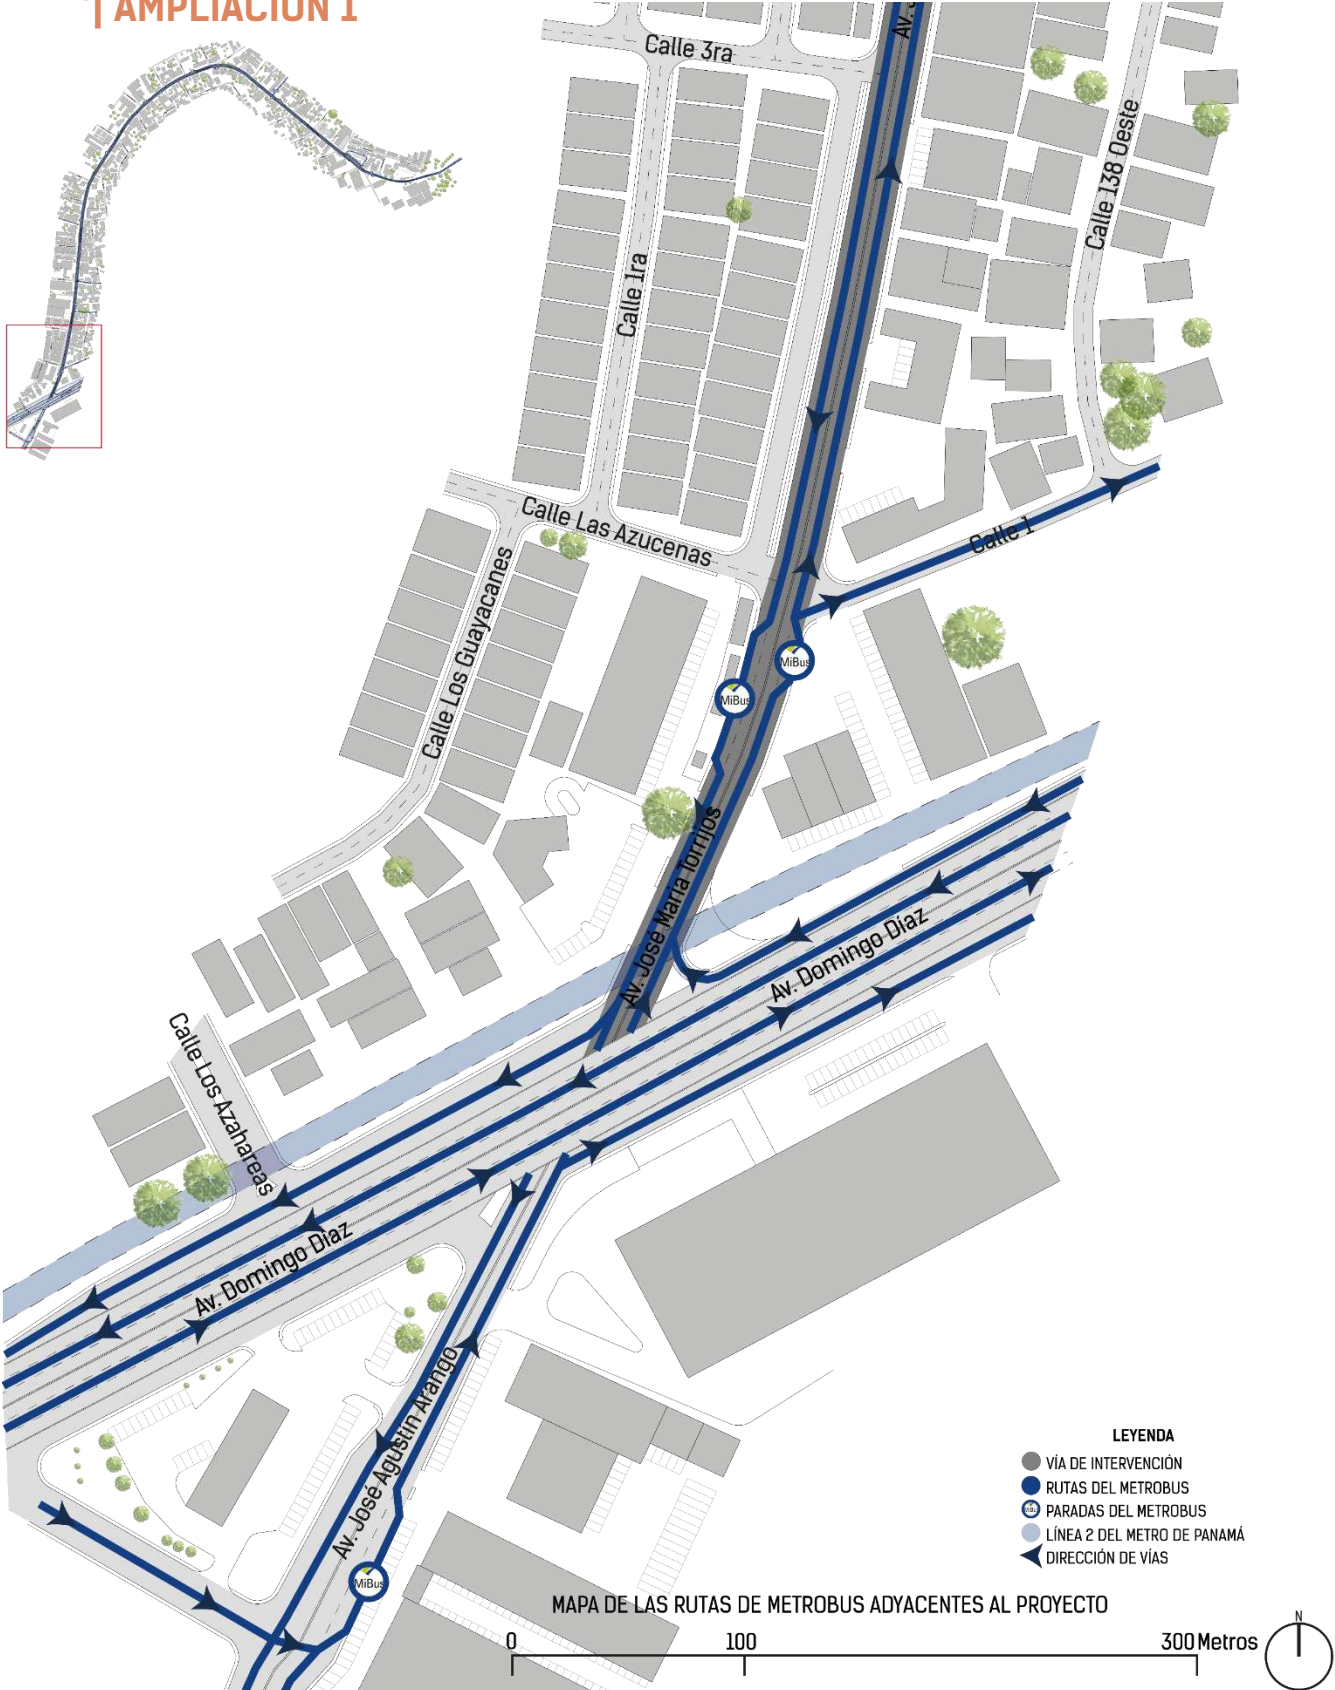 AMPLIACIÓN 1
Av. J
Calle 3ra
Calle 138 Oeste
Calle 1ra
Calle Las Azucenas
Calle 1
Calle Los Guayacanes
MiBus
MiBus
Av. José María Torrijos
Av. Domingo Diaz
Calle Los Azahareas
Av. Domingo Diaz
Av. José Agustín Arango
MiBus
LEYENDA
VÍA DE INTERVENCIÓN
RUTAS DEL METROBUS
PARADAS DEL METROBUS
LÍNEA 2 DEL METRO DE PANAMÁ
DIRECCIÓN DE VÍAS
MAPA DE LAS RUTAS DE METROBUS ADYACENTES AL PROYECTO
0 100 300 Metros
N